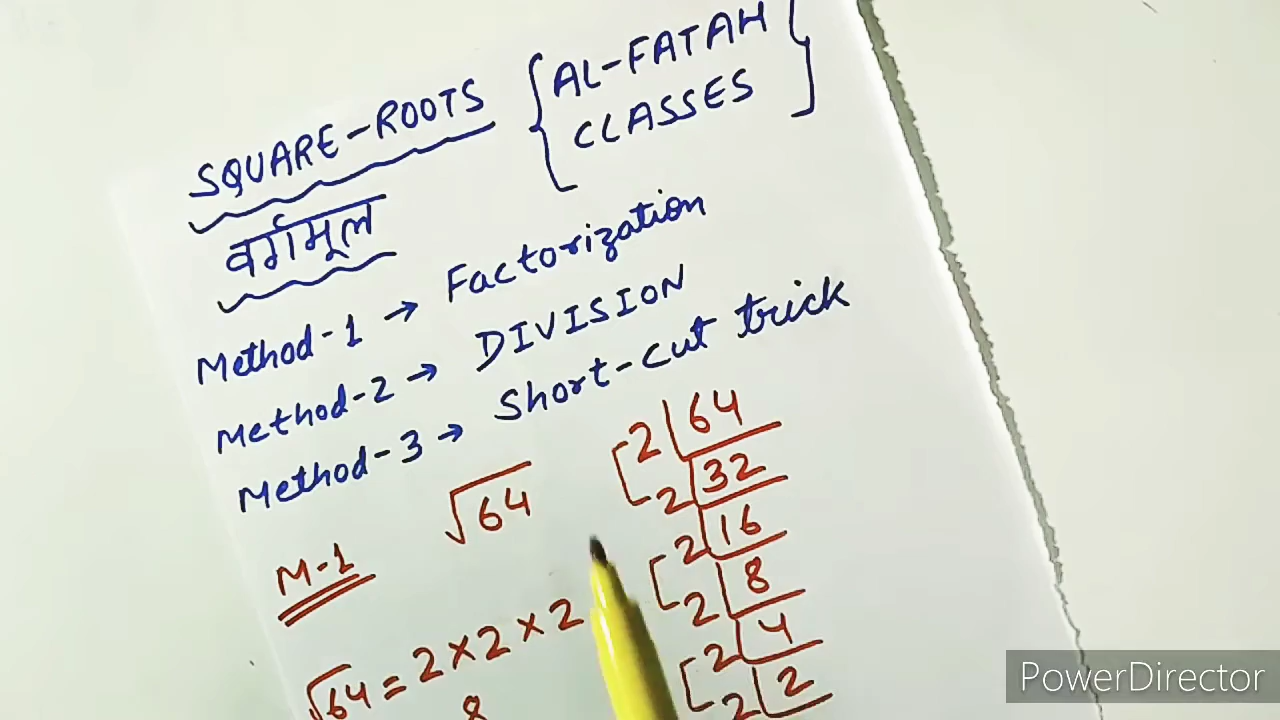 SQUARE-ROOTS { AL-FATAH
CLASSES }
वर्गमूल
Method-1 → Factorization
Method-2 → DIVISION
Method-3 → Short-cut trick
M-1
√64
√64 = 2×2×2
8
2 64
2 32
2 16
2 8
2 4
2 2
PowerDirector